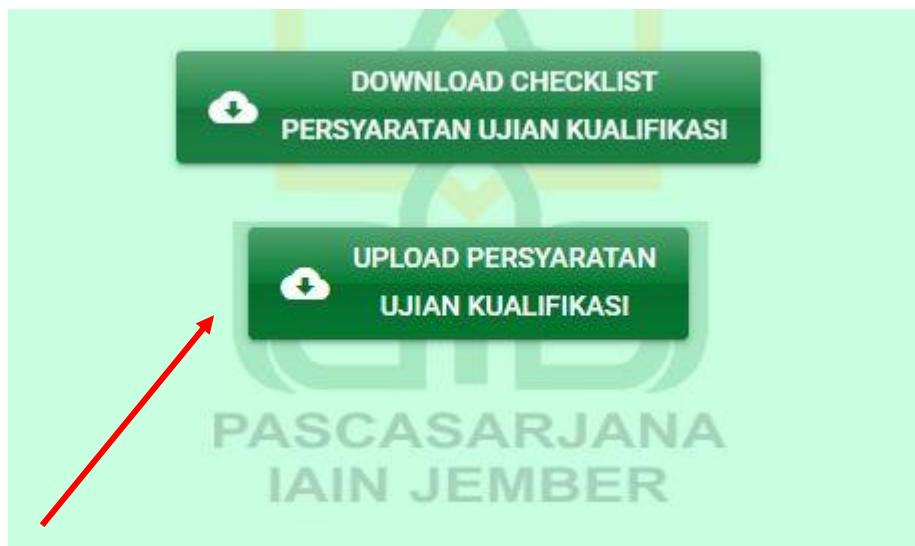 DOWNLOAD CHECKLIST
PERSYARATAN UJIAN KUALIFIKASI
UPLOAD PERSYARATAN
UJIAN KUALIFIKASI
PASCASARJANA
IAIN JEMBER